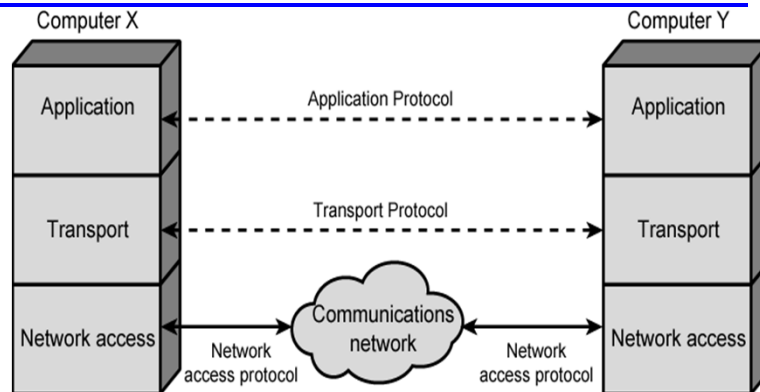 Computer X
Computer Y
Application
Application Protocol
Application
Transport
Transport Protocol
Transport
Network access
Network
access protocol
Communications
network
Network
access protocol
Network access